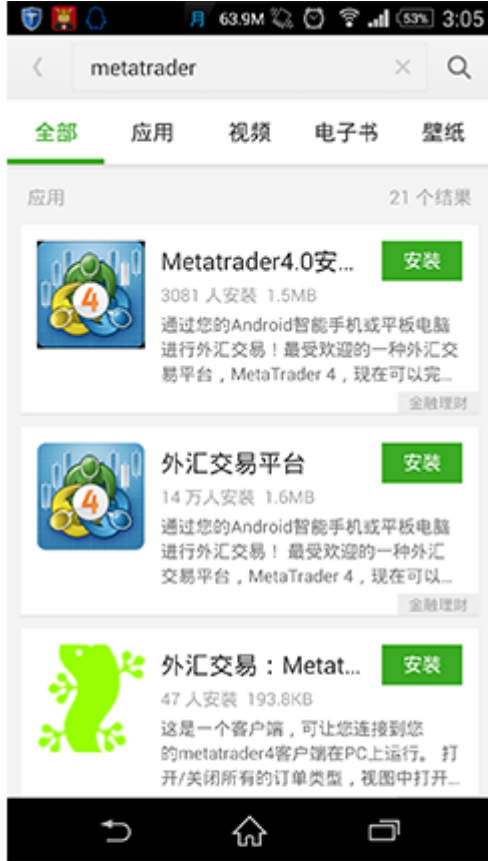 月 63.9M 53% 3:05
metatrader
全部 应用 视频 电子书 壁纸
应用 21 个结果
4
Metatrader4.0安... 安装
3081 人安装 1.5MB
通过您的Android智能手机或平板电脑
进行外汇交易！最受欢迎的一种外汇交
易平台，MetaTrader 4，现在可以完...
金融理财
4
外汇交易平台 安装
14 万人安装 1.6MB
通过您的Android智能手机或平板电脑
进行外汇交易！ 最受欢迎的一种外汇
交易平台，MetaTrader 4，现在可以...
金融理财
外汇交易：Metat... 安装
47 人安装 193.8KB
这是一个客户端，可让您连接到您
的metatrader4客户端在PC上运行。 打
开/关闭所有的订单类型，视图中打开...